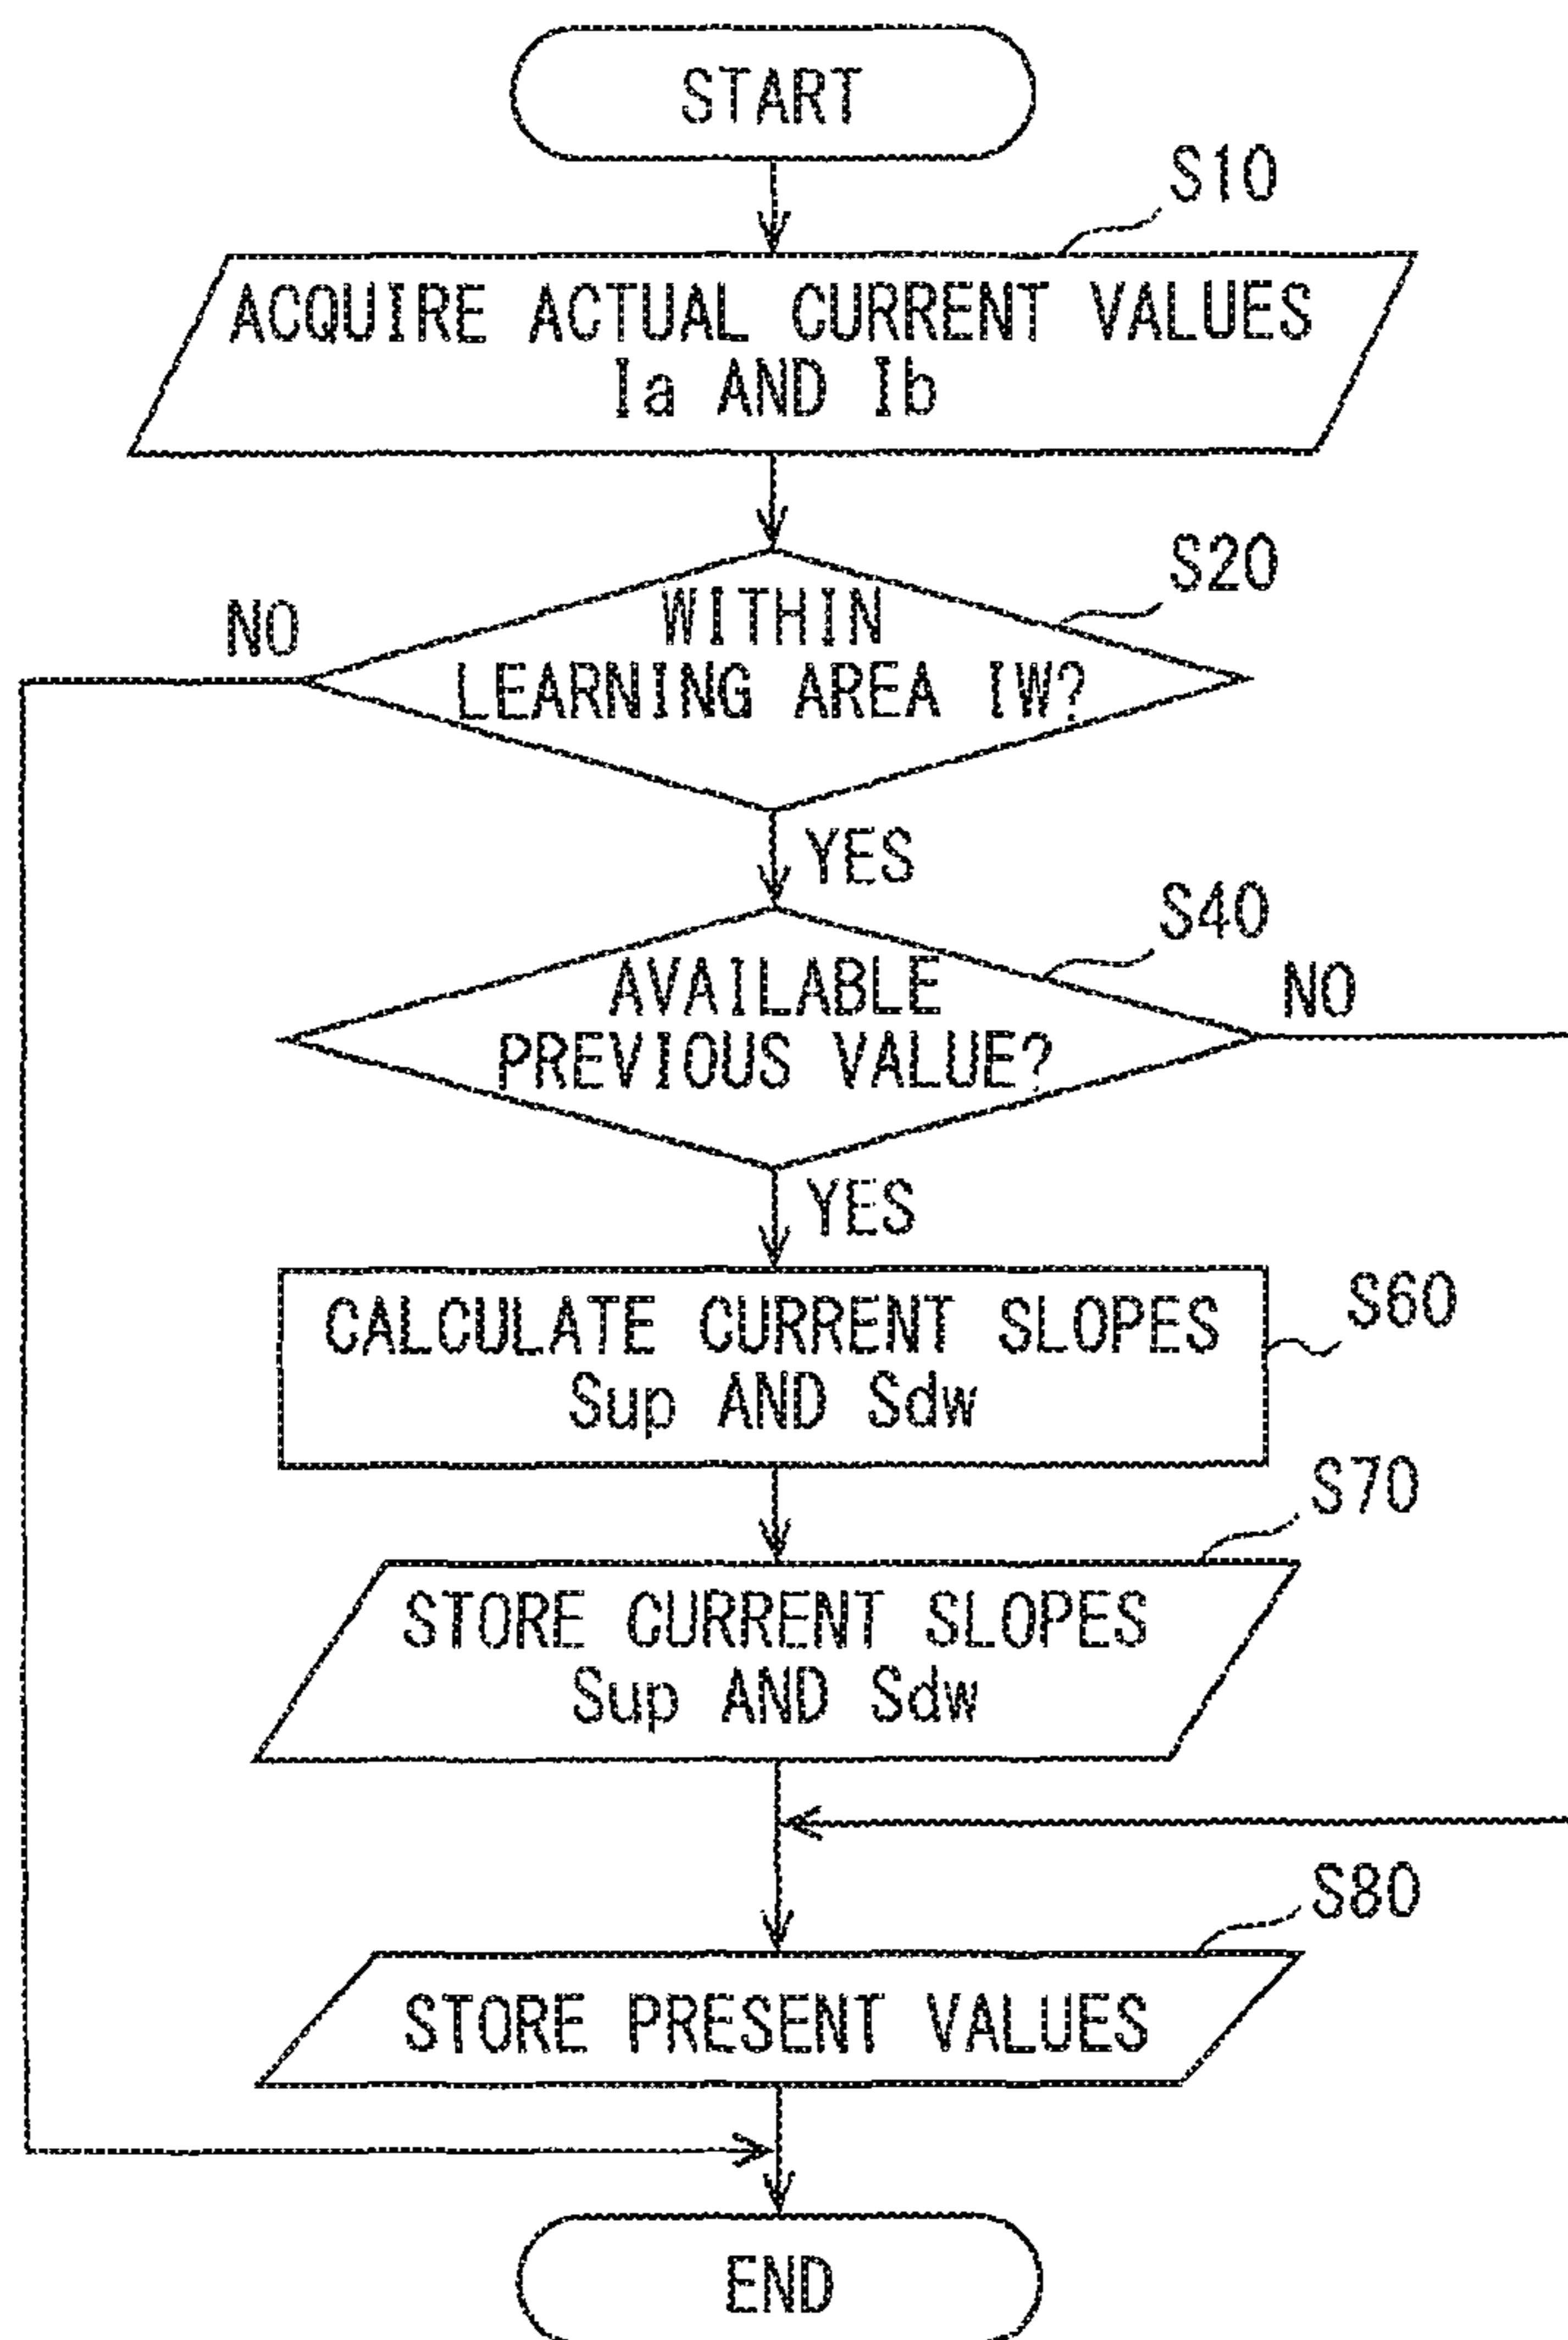 START
S10
ACQUIRE ACTUAL CURRENT VALUES
Ia AND Ib
S20
NO
WITHIN
LEARNING AREA IW?
YES
S40
AVAILABLE
PREVIOUS VALUE?
NO
YES
S60
CALCULATE CURRENT SLOPES
Sup AND Sdw
S70
STORE CURRENT SLOPES
Sup AND Sdw
S80
STORE PRESENT VALUES
END